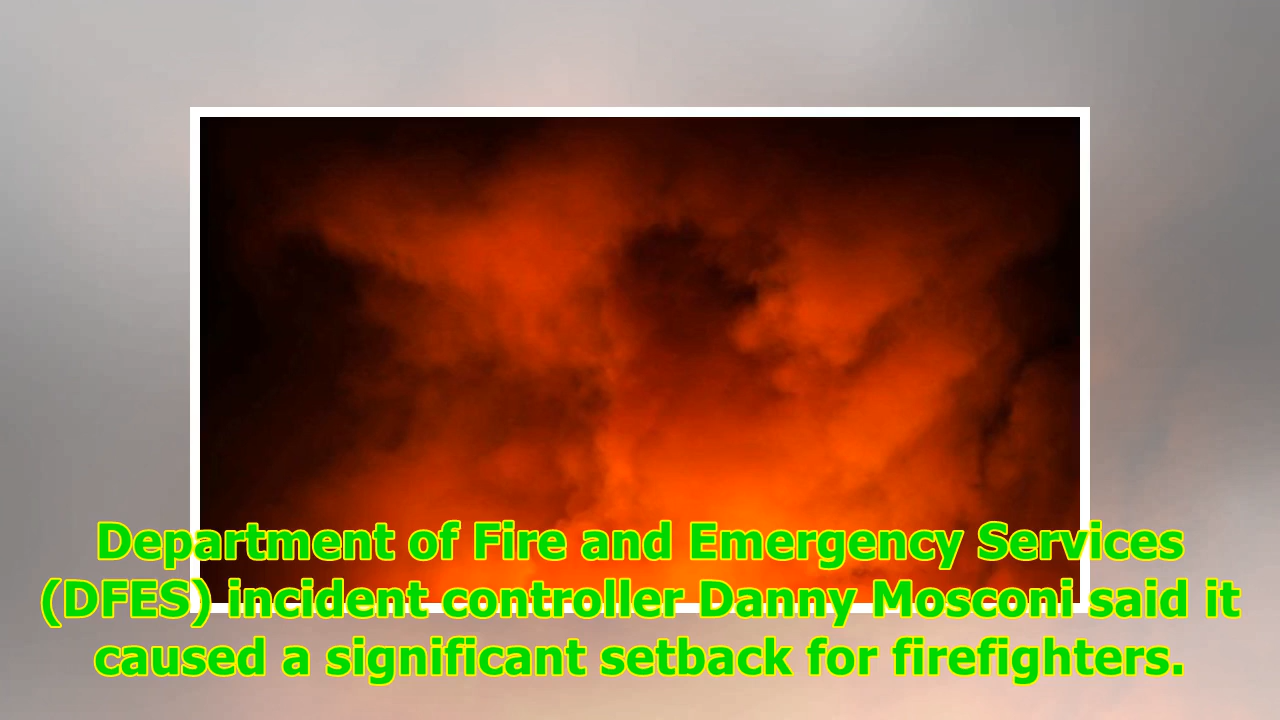 Department of Fire and Emergency Services
(DFES) incident controller Danny Mosconi said it
caused a significant setback for firefighters.